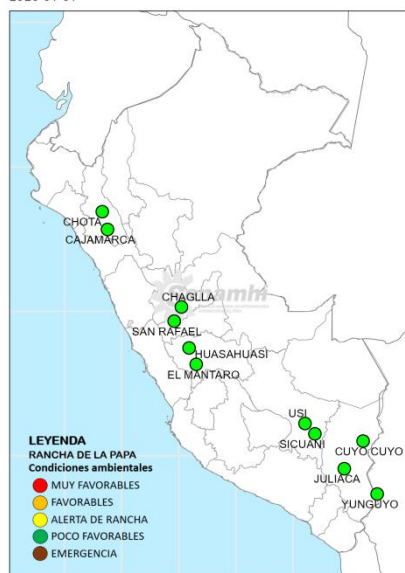 CHOTA
CAJAMARCA
Senamhi
CHAGLLA
SAN RAFAEL
HUASAHUASI
EL MANTARO
USI
SICUANI
CUYO CUYO
JULIACA
YUNGUYO
LEYENDA
RANCHA DE LA PAPA
Condiciones ambientales
MUY FAVORABLES
FAVORABLES
ALERTA DE RANCHA
POCO FAVORABLES
EMERGENCIA